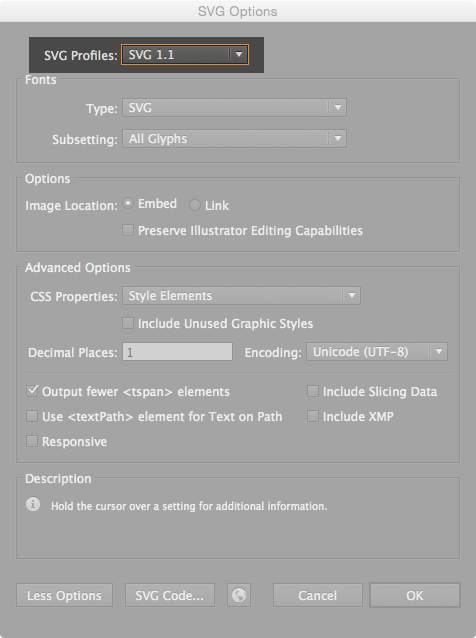 SVG Options
SVG Profiles: SVG 1.1
Fonts
Type: SVG
Subsetting: All Glyphs
Options
Image Location: Embed Link
Preserve Illustrator Editing Capabilities
Advanced Options
CSS Properties: Style Elements
Include Unused Graphic Styles
Decimal Places: 1 Encoding: Unicode (UTF-8)
Output fewer <tspan> elements Include Slicing Data
Use <textPath> element for Text on Path Include XMP
Responsive
Description
Hold the cursor over a setting for additional information.
Less Options SVG Code... Cancel OK